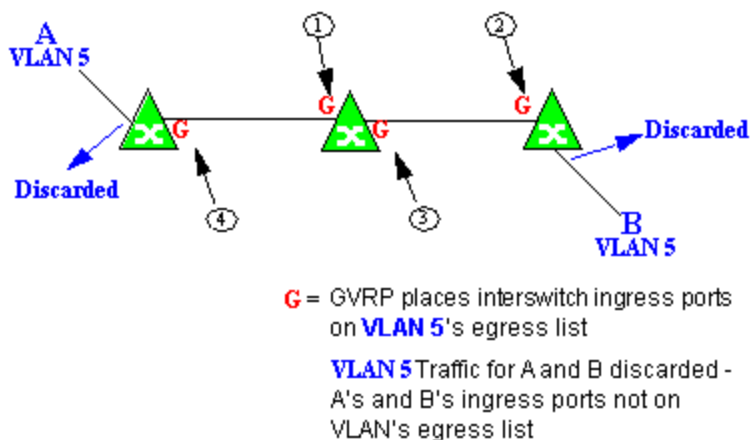 A
VLAN 5
1
2
G
G
G
G
Discarded
Discarded
4
3
B
VLAN 5
G = GVRP places interswitch ingress ports
on VLAN 5's egress list
VLAN 5 Traffic for A and B discarded -
A's and B's ingress ports not on
VLAN's egress list